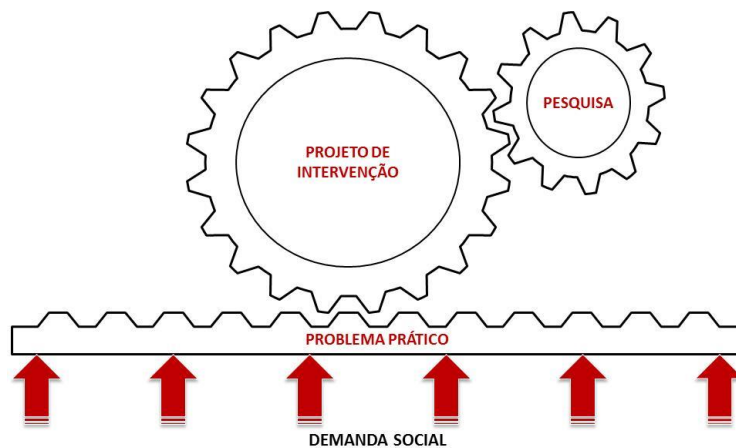 PESQUISA
PROJETO DE
INTERVENÇÃO
PROBLEMA PRÁTICO
DEMANDA SOCIAL